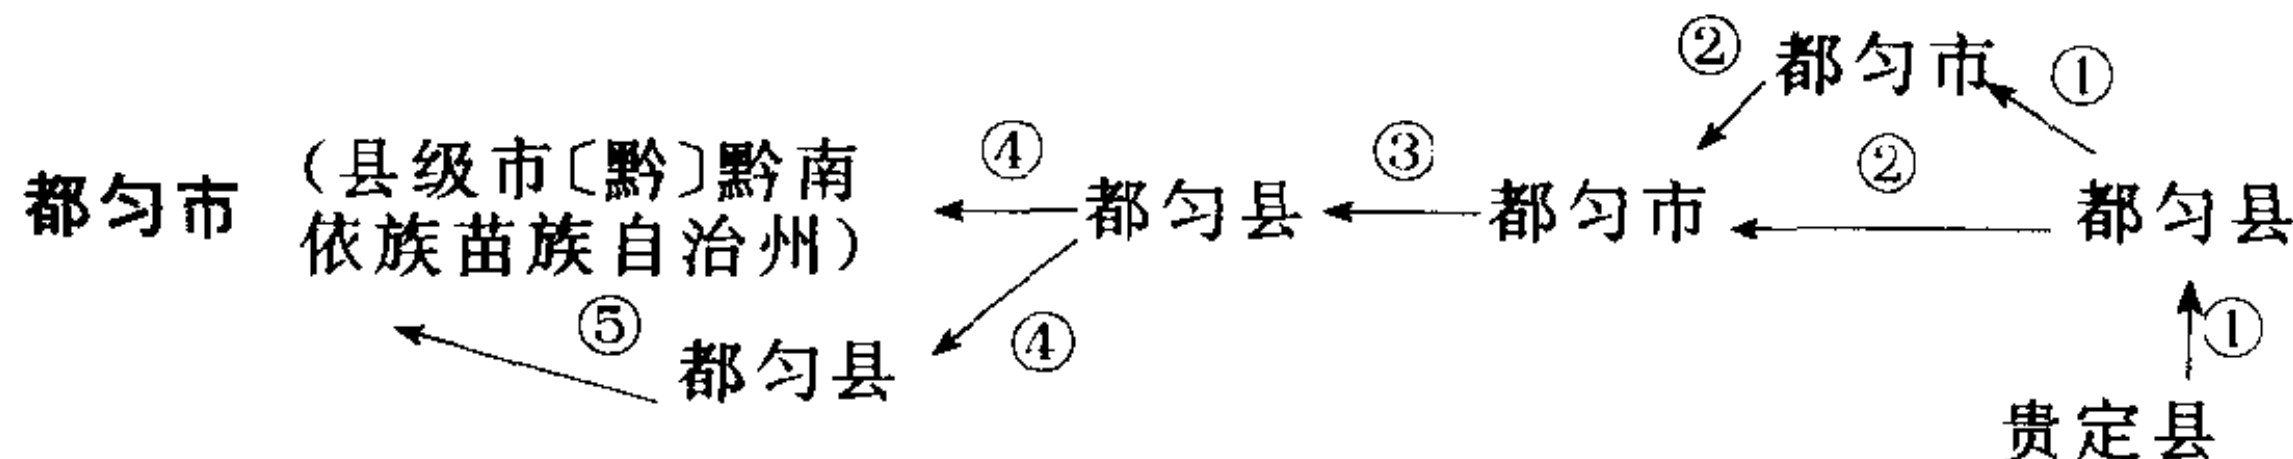 ② 都匀市 ①
都匀市 (县级市〔黔〕黔南
依族苗族自治州)
④ 都匀县 ③ 都匀市 ② 都匀县
⑤ 都匀县 ④
①
贵定县